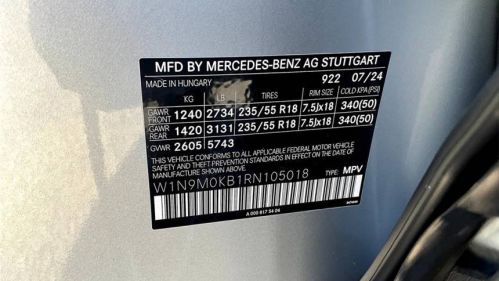 MFD BY MERCEDES-BENZ AG STUTTGART
MADE IN HUNGARY 922 07/24
KG LB TIRES RIM SIZE COLD KPA (PSI)
GAWR FRONT 1240 2734 235/55 R18 7.5Jx18 340(50)
GAWR REAR 1420 3131 235/55 R18 7.5Jx18 340(50)
GVWR 2605 5743
THIS VEHICLE CONFORMS TO ALL APPLICABLE FEDERAL MOTOR VEHICLE
SAFETY AND THEFT PREVENTION STANDARDS IN EFFECT ON THE DATE OF
MANUFACTURE SHOWN ABOVE.
W1N9M0KB1RN105018 TYPE: MPV
A 000 817 54 04